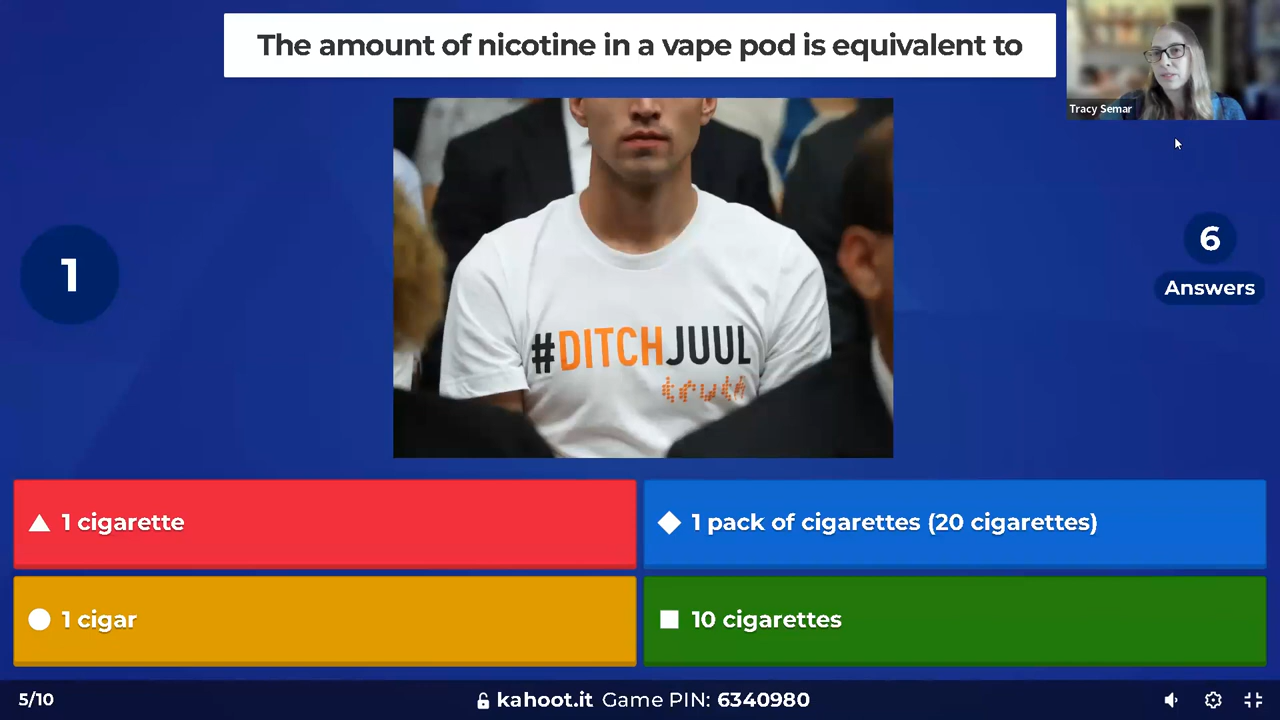 The amount of nicotine in a vape pod is equivalent to
Tracy Semar
1
6
Answers
#DITCHJUUL
truth
1 cigarette
1 pack of cigarettes (20 cigarettes)
1 cigar
10 cigarettes
5/10
kahoot.it Game PIN: 6340980